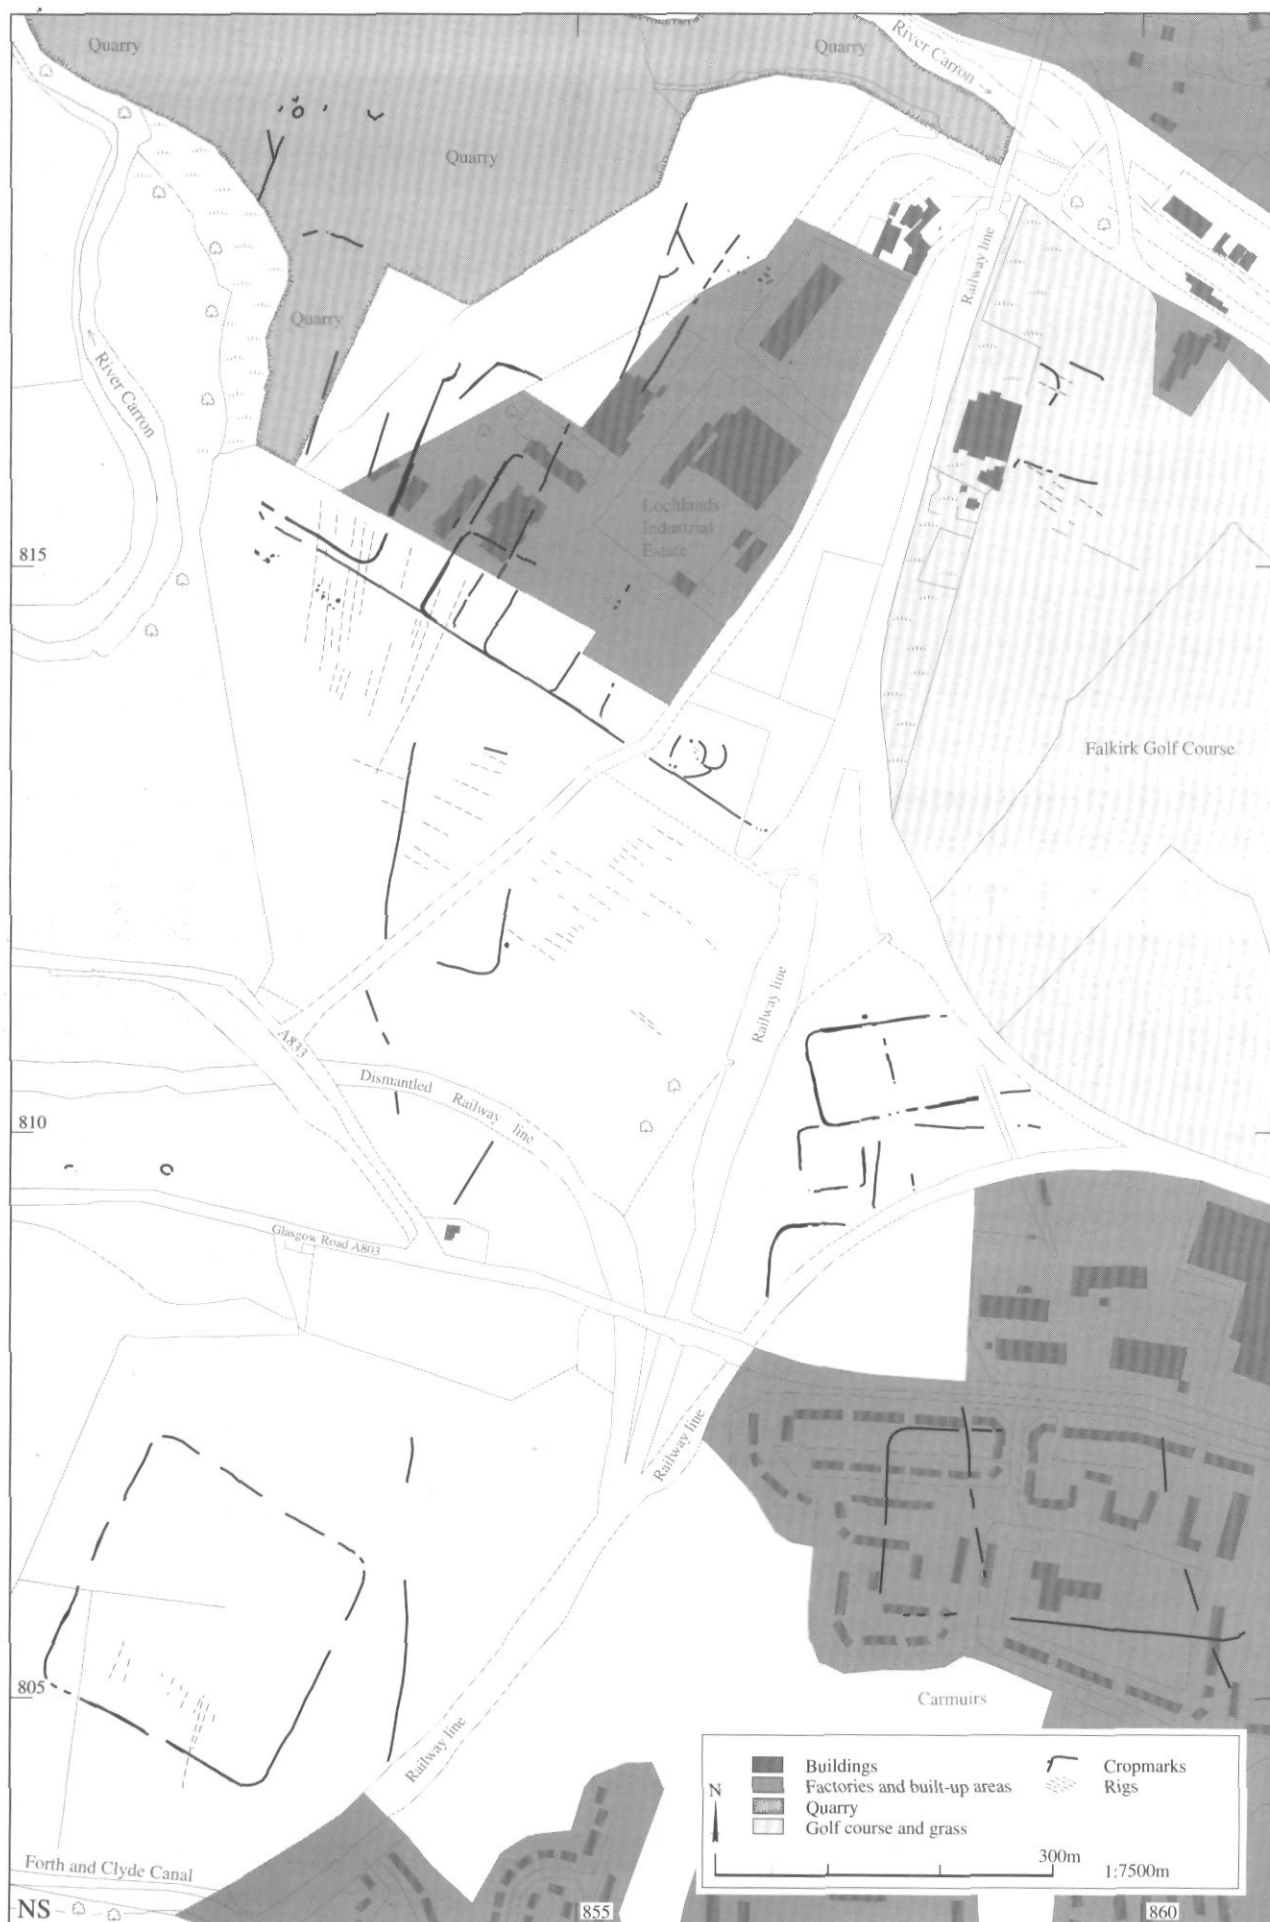 Quarry
Quarry
River Carron
Quarry
Railway line
Quarry
River Carron
Lochlands
Industrial
Estate
815
Falkirk Golf Course
Railway line
A833
Dismantled Railway line
810
Glasgow Road A803
Railway line
805
Carmuirs
Railway line
Buildings
Factories and built-up areas
Quarry
Golf course and grass
Cropmarks
Rigs
N
300m
1:7500m
Forth and Clyde Canal
NS
855
860